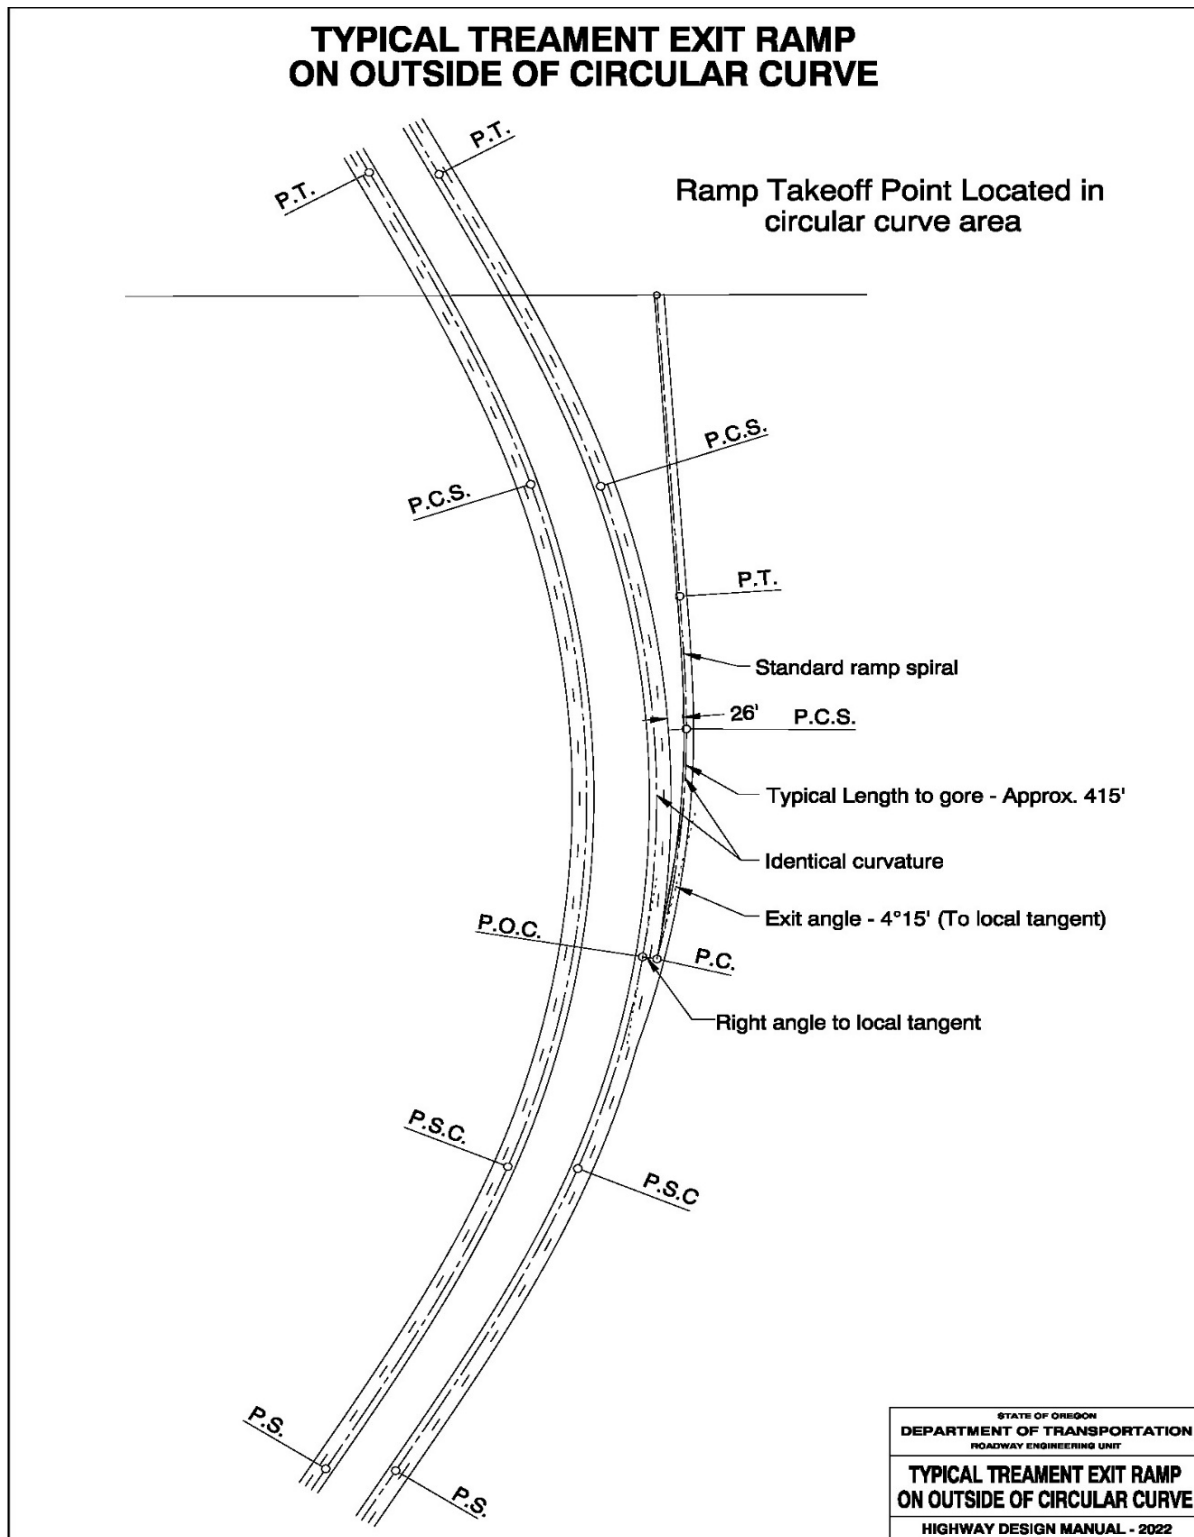 TYPICAL TREAMENT EXIT RAMP
ON OUTSIDE OF CIRCULAR CURVE
P.T.
P.T.
Ramp Takeoff Point Located in
circular curve area
P.C.S.
P.C.S.
P.T.
Standard ramp spiral
26'
P.C.S.
Typical Length to gore - Approx. 415'
Identical curvature
Exit angle - 4°15' (To local tangent)
P.O.C.
P.C.
Right angle to local tangent
P.S.C.
P.S.C
P.S.
P.S.
STATE OF OREGON
DEPARTMENT OF TRANSPORTATION
ROADWAY ENGINEERING UNIT
TYPICAL TREAMENT EXIT RAMP
ON OUTSIDE OF CIRCULAR CURVE
HIGHWAY DESIGN MANUAL - 2022